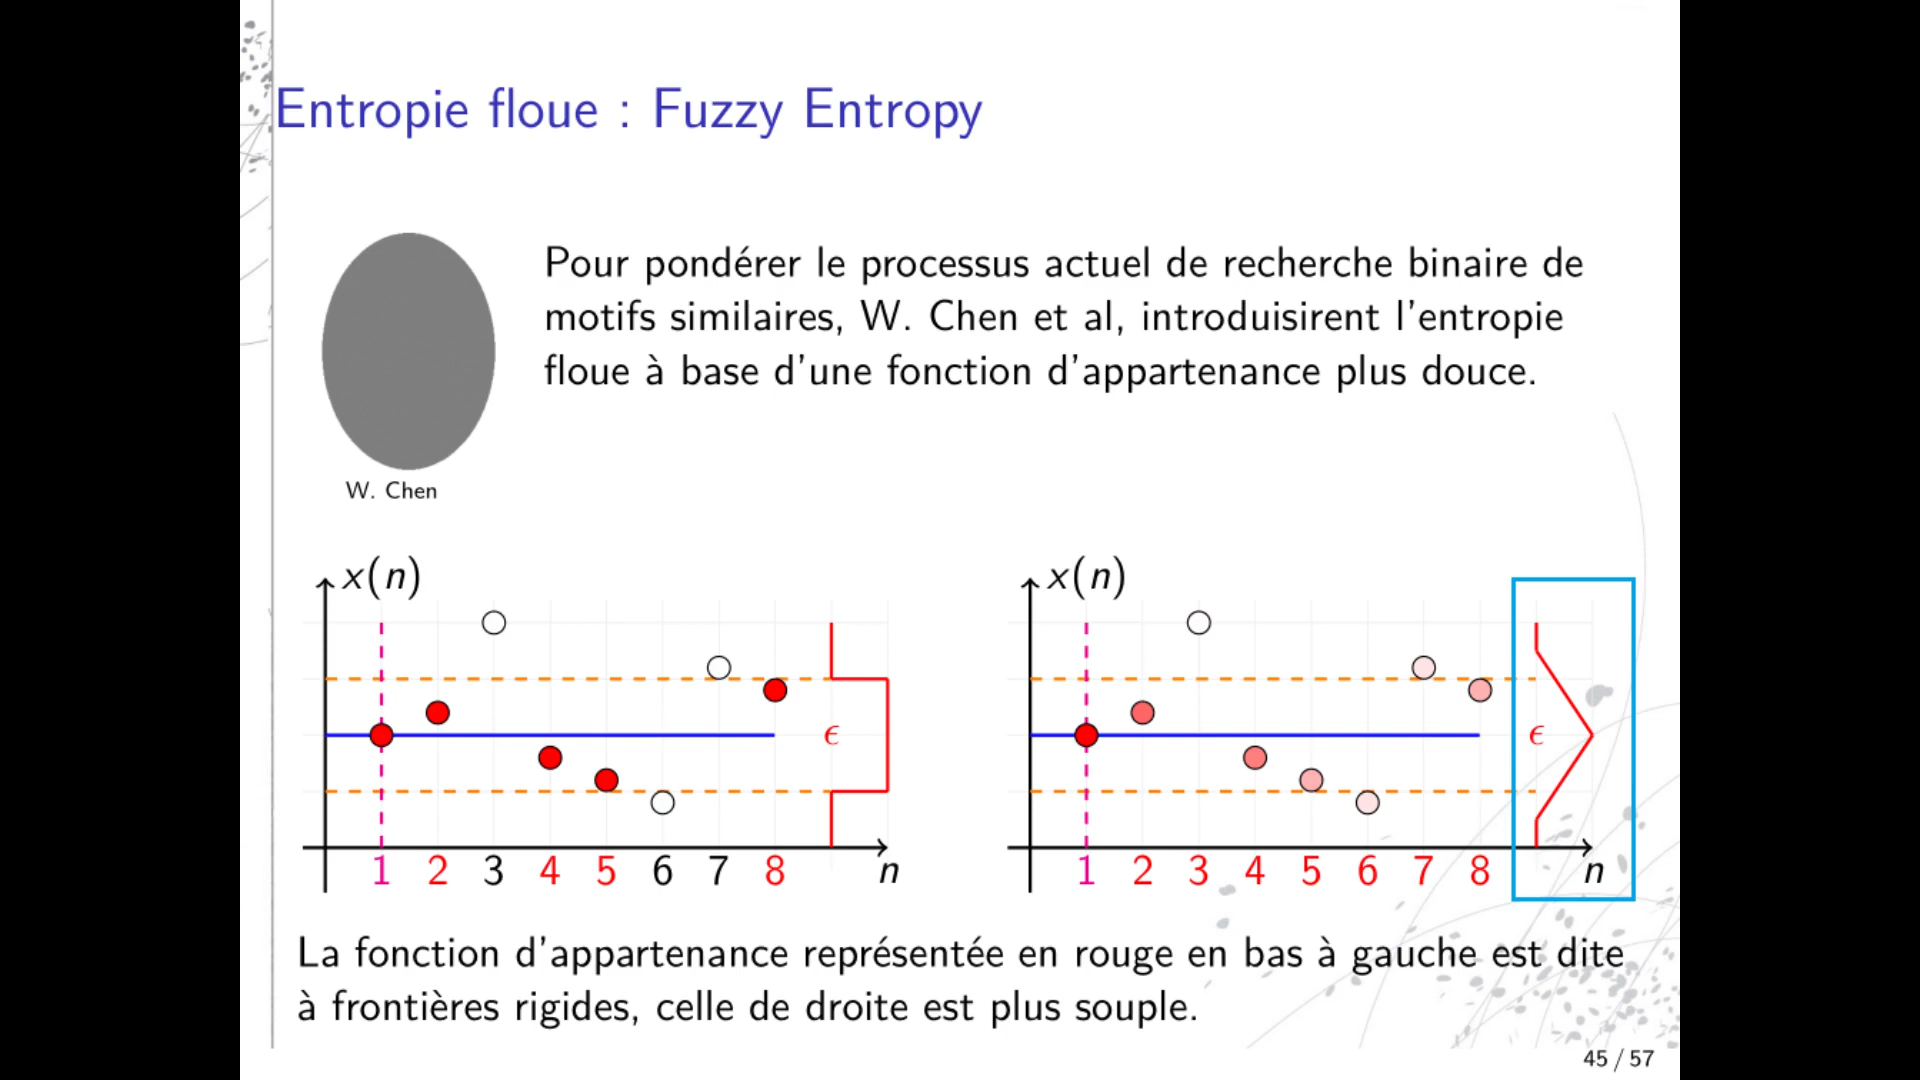 Entropie floue : Fuzzy Entropy
Pour pondérer le processus actuel de recherche binaire de
motifs similaires, W. Chen et al, introduisirent l'entropie
floue à base d'une fonction d'appartenance plus douce.
W. Chen
x(n)
ϵ
1 2 3 4 5 6 7 8 n
x(n)
ϵ
1 2 3 4 5 6 7 8 n
La fonction d'appartenance représentée en rouge en bas à gauche est dite
à frontières rigides, celle de droite est plus souple.
45 / 57